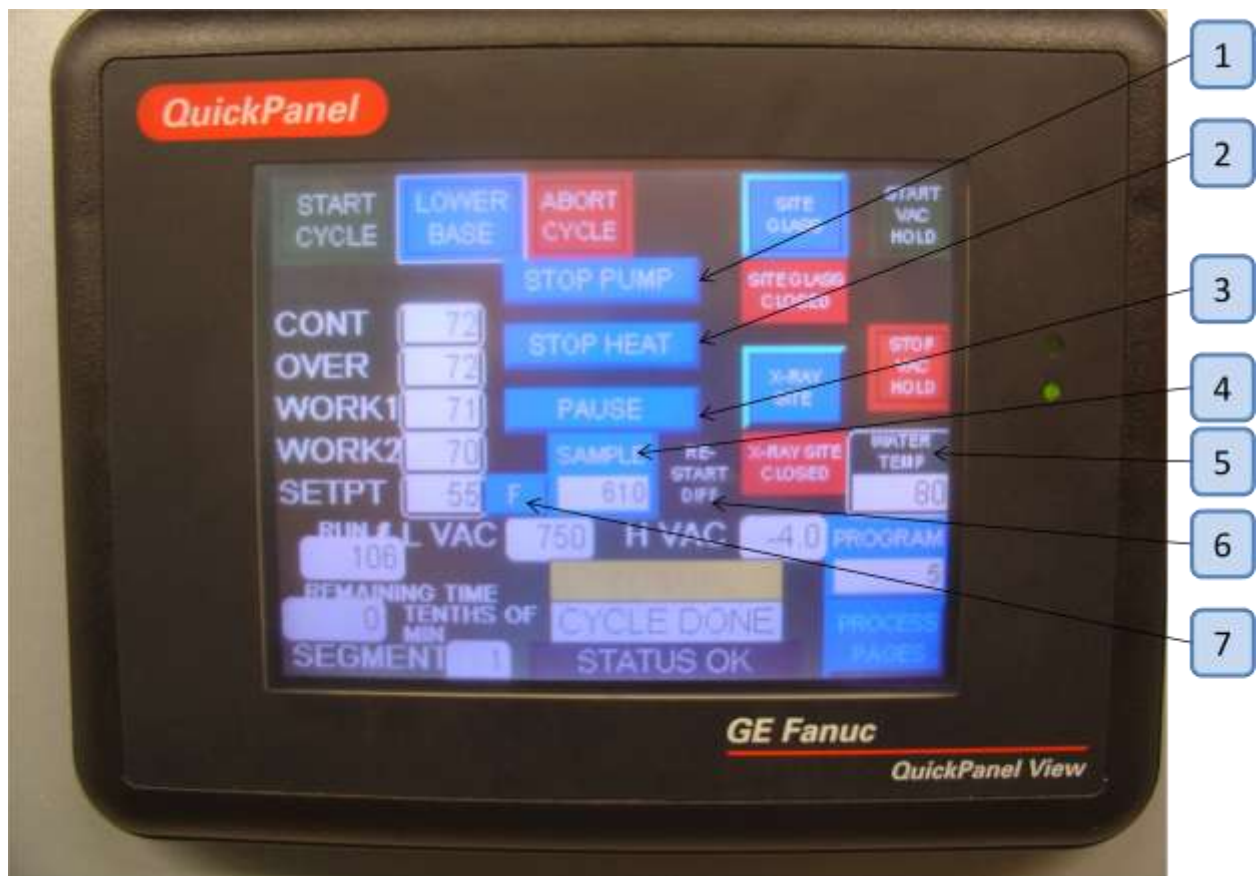 QuickPanel
START
CYCLE
LOWER
BASE
ABORT
CYCLE
SITE
GLASS
START
VAC
HOLD
STOP PUMP
SITE GLASS
CLOSED
CONT 72
STOP HEAT
OVER 72
X-RAY
SITE
STOP
VAC
HOLD
WORK1 71
PAUSE
WORK2 70
SAMPLE
610
RE-
START
DIFF
X-RAY SITE
CLOSED
WATER
TEMP
80
SETPT 55 F
RUN #
106
L VAC 750 H VAC -4.0
PROGRAM
5
REMAINING TIME
0 TENTHS OF
MIN
CYCLE DONE
PROCESS
PAGES
SEGMENT 1
STATUS OK
GE Fanuc
QuickPanel View
1
2
3
4
5
6
7